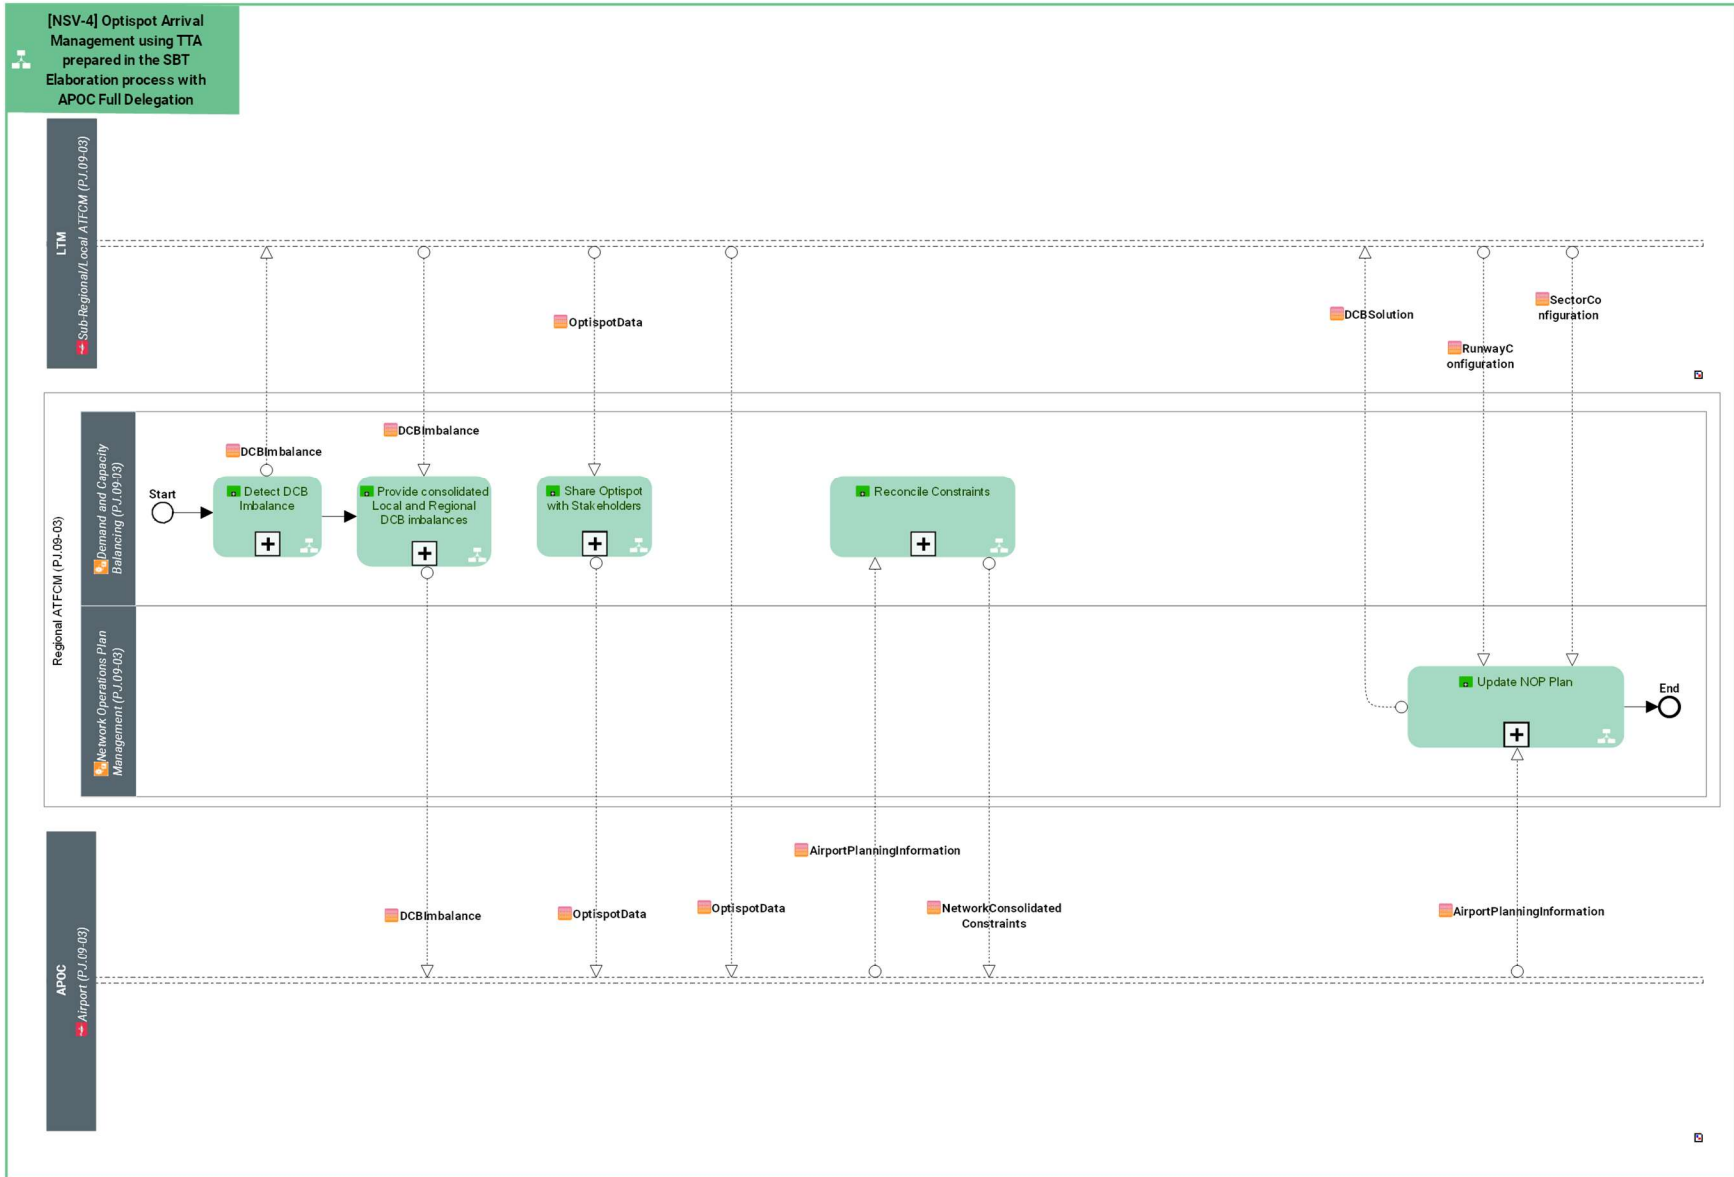 [NSV-4] Optispot Arrival
Management using TTA
prepared in the SBT
Elaboration process with
APOC Full Delegation
LTM
Sub-Regional/Local ATFCM (PJ.09-03)
OptispotData
DCBSolution
SectorCo
nfiguration
RunwayC
onfiguration
Regional ATFCM (PJ.09-03)
Demand and Capacity
Balancing (PJ.09-03)
DCBImbalance
DCBImbalance
Start
Detect DCB
Imbalance
Provide consolidated
Local and Regional
DCB imbalances
Share Optispot
with Stakeholders
Reconcile Constraints
Network Operations Plan
Management (PJ.09-03)
Update NOP Plan
End
APOC
Airport (PJ.09-03)
AirportPlanningInformation
DCBImbalance
OptispotData
OptispotData
NetworkConsolidated
Constraints
AirportPlanningInformation